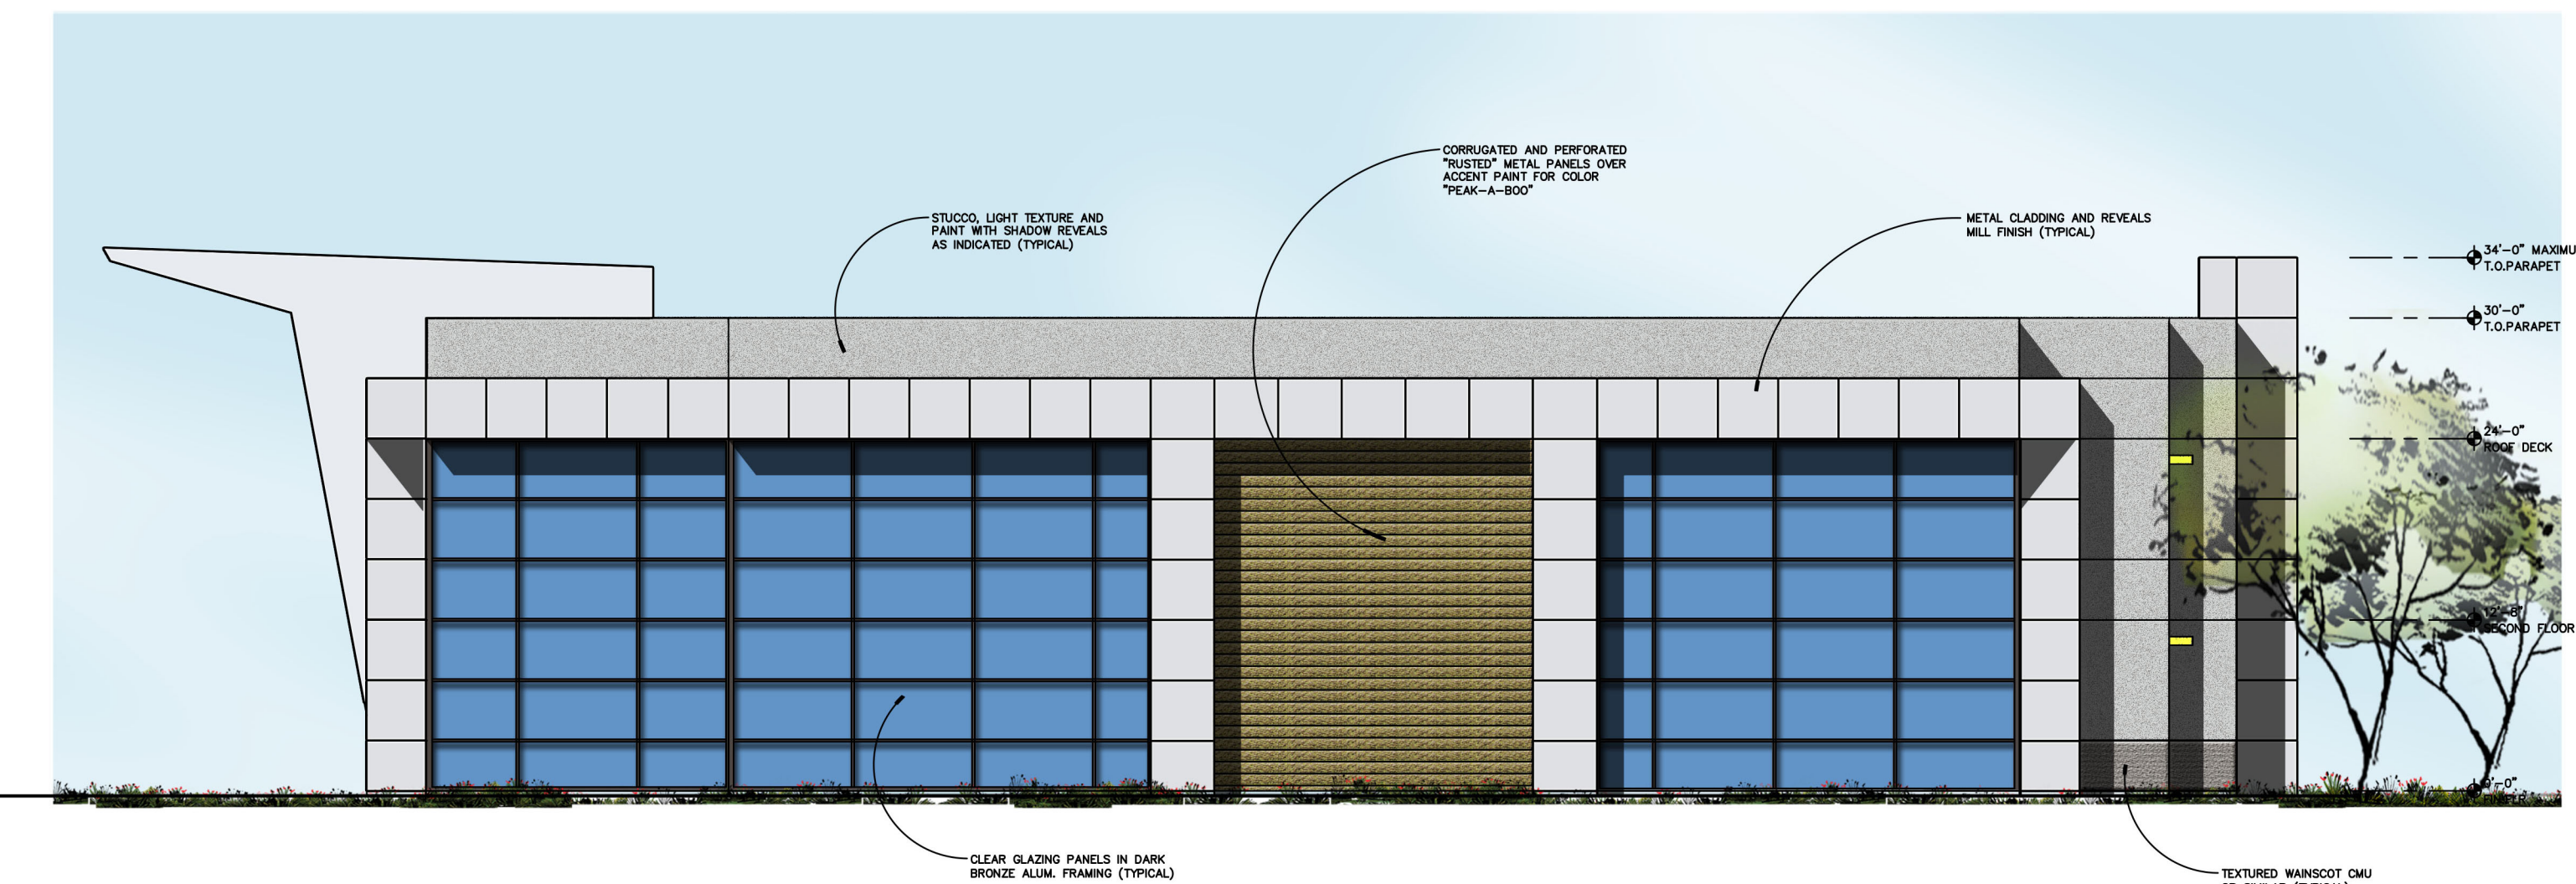 CORRUGATED AND PERFORATED
"RUSTED" METAL PANELS OVER
ACCENT PAINT FOR COLOR
"PEAK-A-BOO"
STUCCO, LIGHT TEXTURE AND
PAINT WITH SHADOW REVEALS
AS INDICATED (TYPICAL)
METAL CLADDING AND REVEALS
MILL FINISH (TYPICAL)
34'-0" MAXIMU
T.O.PARAPET
30'-0"
T.O.PARAPET
24'-0"
ROOF DECK
12'-8"
SECOND FLOOR
0'-0"
CLEAR GLAZING PANELS IN DARK
BRONZE ALUM. FRAMING (TYPICAL)
TEXTURED WAINSCOT CMU